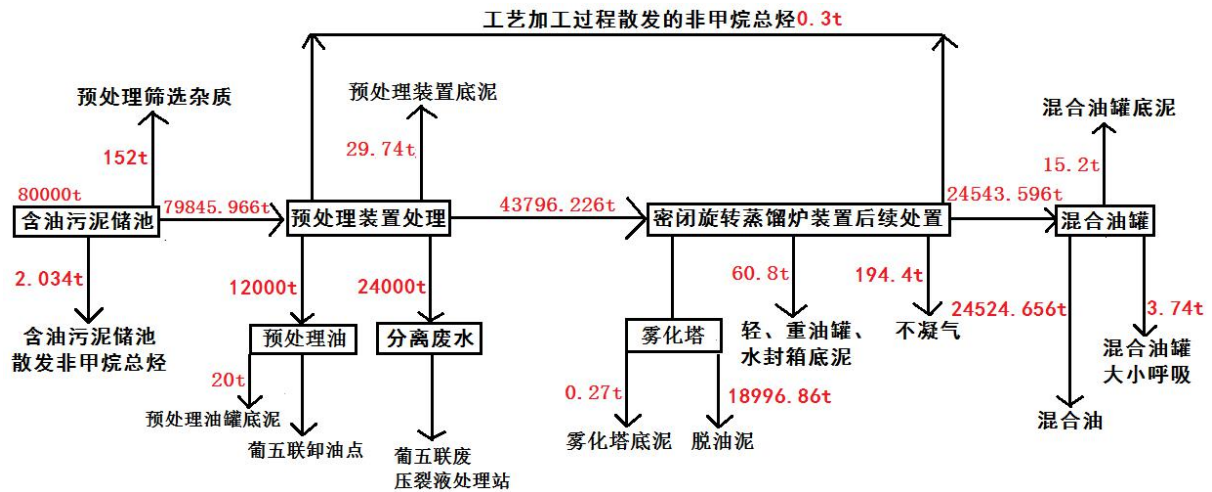 工艺加工过程散发的非甲烷总烃0.3t
预处理筛选杂质
预处理装置底泥
混合油罐底泥
152t
29.74t
15.2t
80000t
79845.966t
43796.226t
24543.596t
含油污泥储池
预处理装置处理
密闭旋转蒸馏炉装置后续处置
混合油罐
2.034t
12000t
24000t
60.8t
194.4t
24524.656t
3.74t
含油污泥储池
散发非甲烷总烃
预处理油
分离废水
雾化塔
轻、重油罐、
水封箱底泥
不凝气
混合油罐
大小呼吸
20t
0.27t
18996.86t
预处理油罐底泥
葡五联卸油点
葡五联废
压裂液处理站
雾化塔底泥
脱油泥
混合油